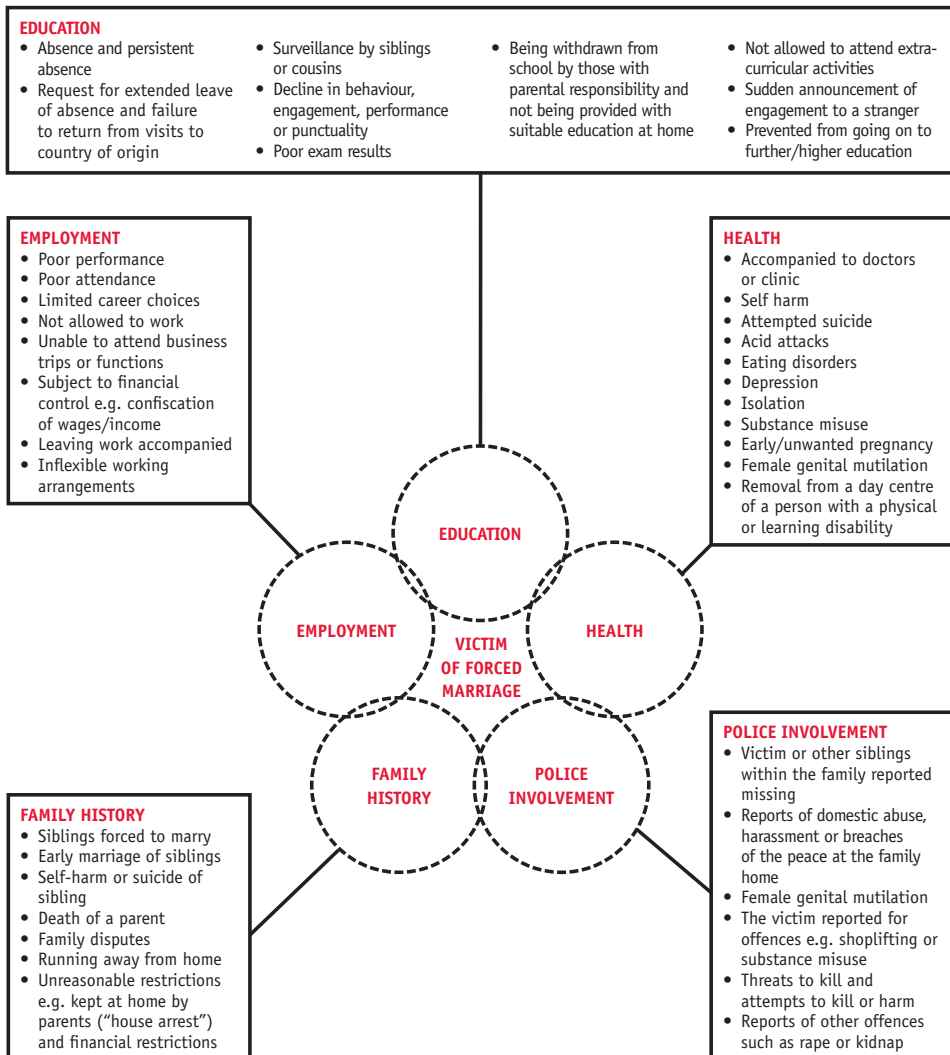 EDUCATION
• Absence and persistent
absence
• Request for extended leave
of absence and failure
to return from visits to
country of origin
• Surveillance by siblings
or cousins
• Decline in behaviour,
engagement, performance
or punctuality
• Poor exam results
• Being withdrawn from
school by those with
parental responsibility and
not being provided with
suitable education at home
• Not allowed to attend extra-
curricular activities
• Sudden announcement of
engagement to a stranger
• Prevented from going on to
further/higher education
EMPLOYMENT
• Poor performance
• Poor attendance
• Limited career choices
• Not allowed to work
• Unable to attend business
trips or functions
• Subject to financial
control e.g. confiscation
of wages/income
• Leaving work accompanied
• Inflexible working
arrangements
HEALTH
• Accompanied to doctors
or clinic
• Self harm
• Attempted suicide
• Acid attacks
• Eating disorders
• Depression
• Isolation
• Substance misuse
• Early/unwanted pregnancy
• Female genital mutilation
• Removal from a day centre
of a person with a physical
or learning disability
EDUCATION
EMPLOYMENT
HEALTH
VICTIM
OF FORCED
MARRIAGE
FAMILY
HISTORY
POLICE
INVOLVEMENT
FAMILY HISTORY
• Siblings forced to marry
• Early marriage of siblings
• Self-harm or suicide of
sibling
• Death of a parent
• Family disputes
• Running away from home
• Unreasonable restrictions
e.g. kept at home by
parents (“house arrest”)
and financial restrictions
POLICE INVOLVEMENT
• Victim or other siblings
within the family reported
missing
• Reports of domestic abuse,
harassment or breaches
of the peace at the family
home
• Female genital mutilation
• The victim reported for
offences e.g. shoplifting or
substance misuse
• Threats to kill and
attempts to kill or harm
• Reports of other offences
such as rape or kidnap